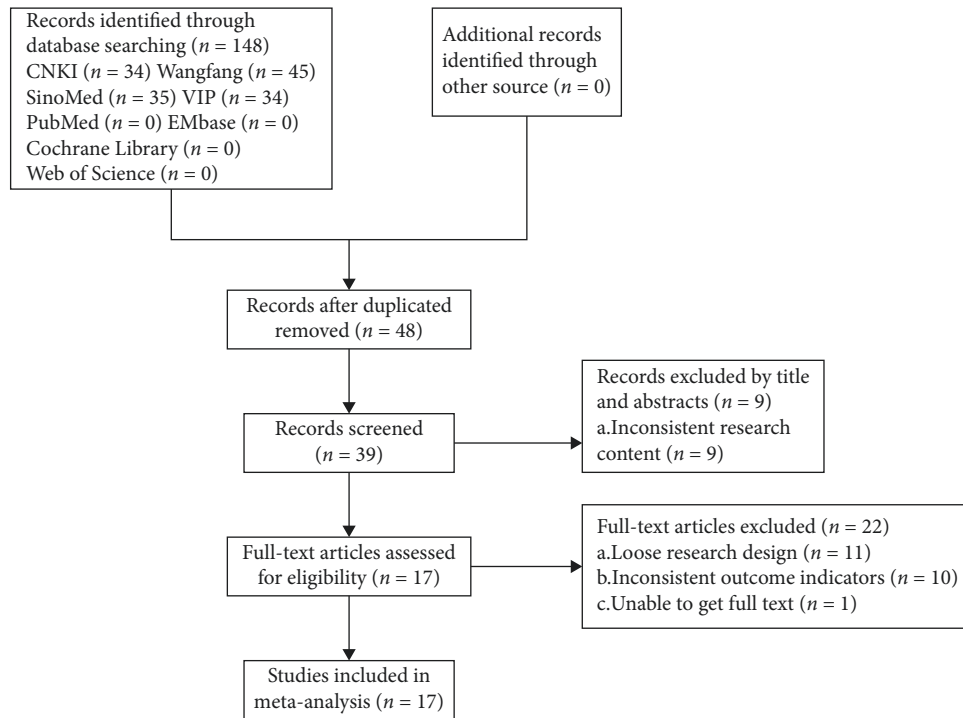 Records identified through
database searching (n = 148)
CNKI (n = 34) Wangfang (n = 45)
SinoMed (n = 35) VIP (n = 34)
PubMed (n = 0) EMbase (n = 0)
Cochrane Library (n = 0)
Web of Science (n = 0)
Additional records
identified through
other source (n = 0)
Records after duplicated
removed (n = 48)
Records screened
(n = 39)
Records excluded by title
and abstracts (n = 9)
a.Inconsistent research
content (n = 9)
Full-text articles assessed
for eligibility (n = 17)
Full-text articles excluded (n = 22)
a.Loose research design (n = 11)
b.Inconsistent outcome indicators (n = 10)
c.Unable to get full text (n = 1)
Studies included in
meta-analysis (n = 17)